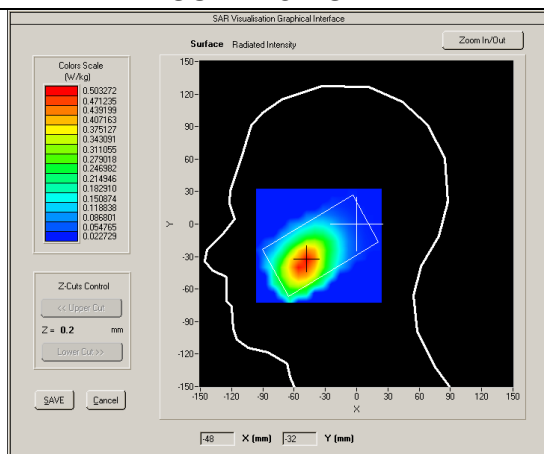 SAR Visualisation Graphical Interface
Surface Radiated Intensity
Zoom In/Out
Colors Scale
(W/kg)
0.503272
0.471235
0.439199
0.407163
0.375127
0.343091
0.311055
0.279018
0.246982
0.214946
0.182910
0.150874
0.118838
0.086801
0.054765
0.022729
Z-Cuts Control
<< Upper Cut
Z = 0.2 mm
Lower Cut >>
SAVE Cancel
150-
120-
90-
60-
30-
0-
-30-
-60-
-90-
-120-
-150-
Y
-150 -120 -90 -60 -30 0 30 60 90 120 150
X
-48 X (mm) -32 Y (mm)